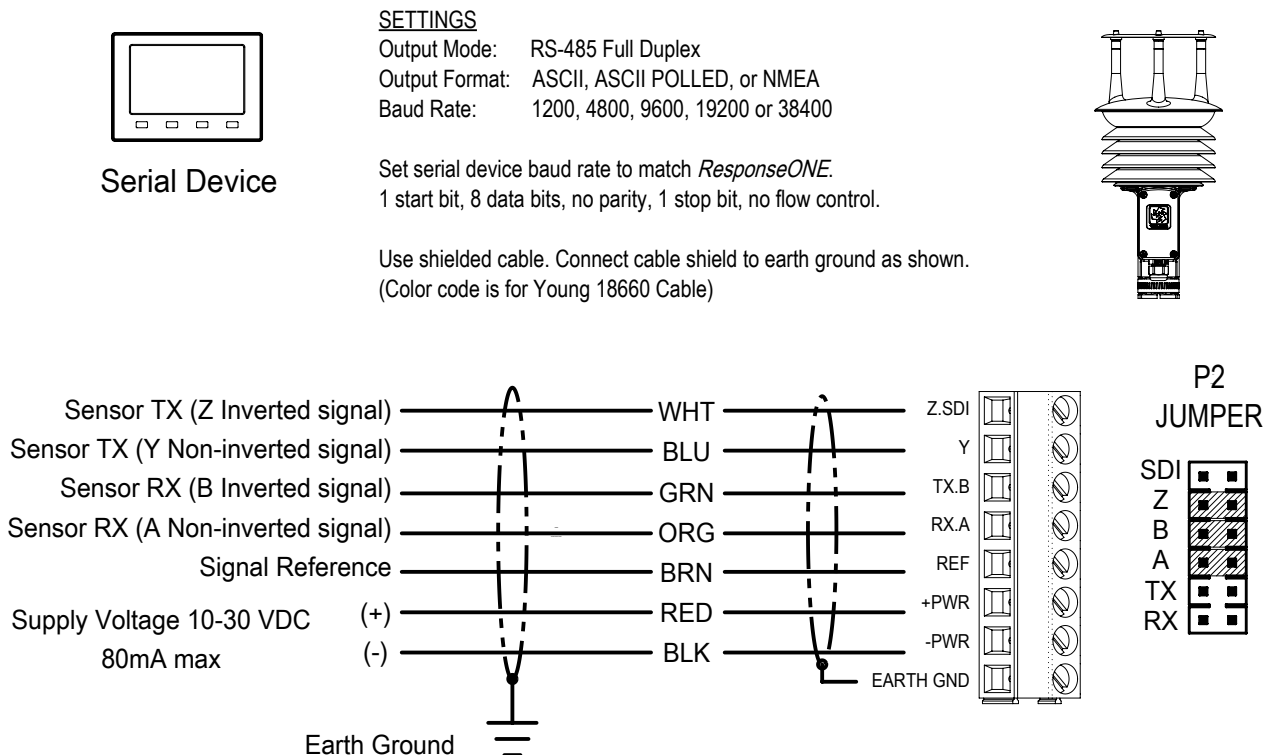 SETTINGS
Output Mode: RS-485 Full Duplex
Output Format: ASCII, ASCII POLLED, or NMEA
Baud Rate: 1200, 4800, 9600, 19200 or 38400
Serial Device
Set serial device baud rate to match ResponseONE.
1 start bit, 8 data bits, no parity, 1 stop bit, no flow control.
Use shielded cable. Connect cable shield to earth ground as shown.
(Color code is for Young 18660 Cable)
P2
JUMPER
Sensor TX (Z Inverted signal) WHT Z.SDI
Sensor TX (Y Non-inverted signal) BLU Y
Sensor RX (B Inverted signal) GRN TX.B
Sensor RX (A Non-inverted signal) ORG RX.A
Signal Reference BRN REF
Supply Voltage 10-30 VDC (+) RED +PWR
80mA max (-) BLK -PWR
EARTH GND
Earth Ground
SDI
Z
B
A
TX
RX